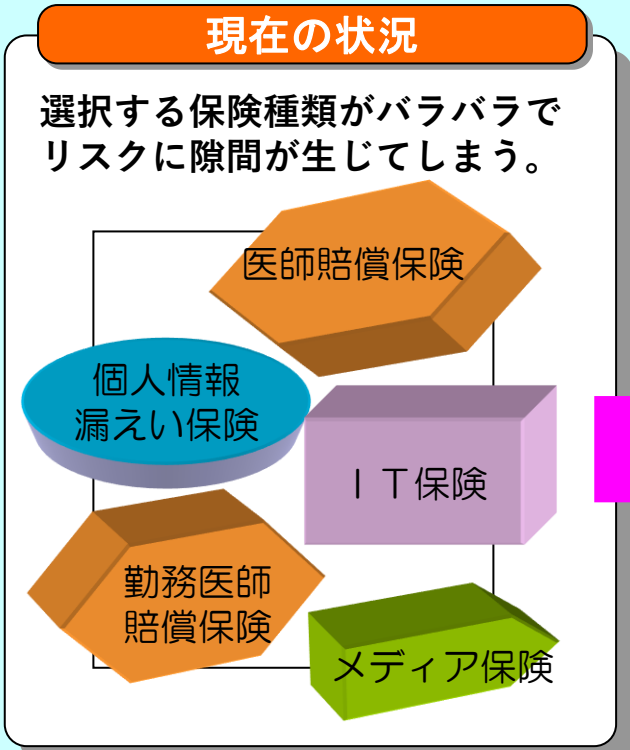 現在の状況
選択する保険種類がバラバラで
リスクに隙間が生じてしまう。
医師賠償保険
個人情報
漏えい保険
ＩＴ保険
勤務医師
賠償保険
メディア保険